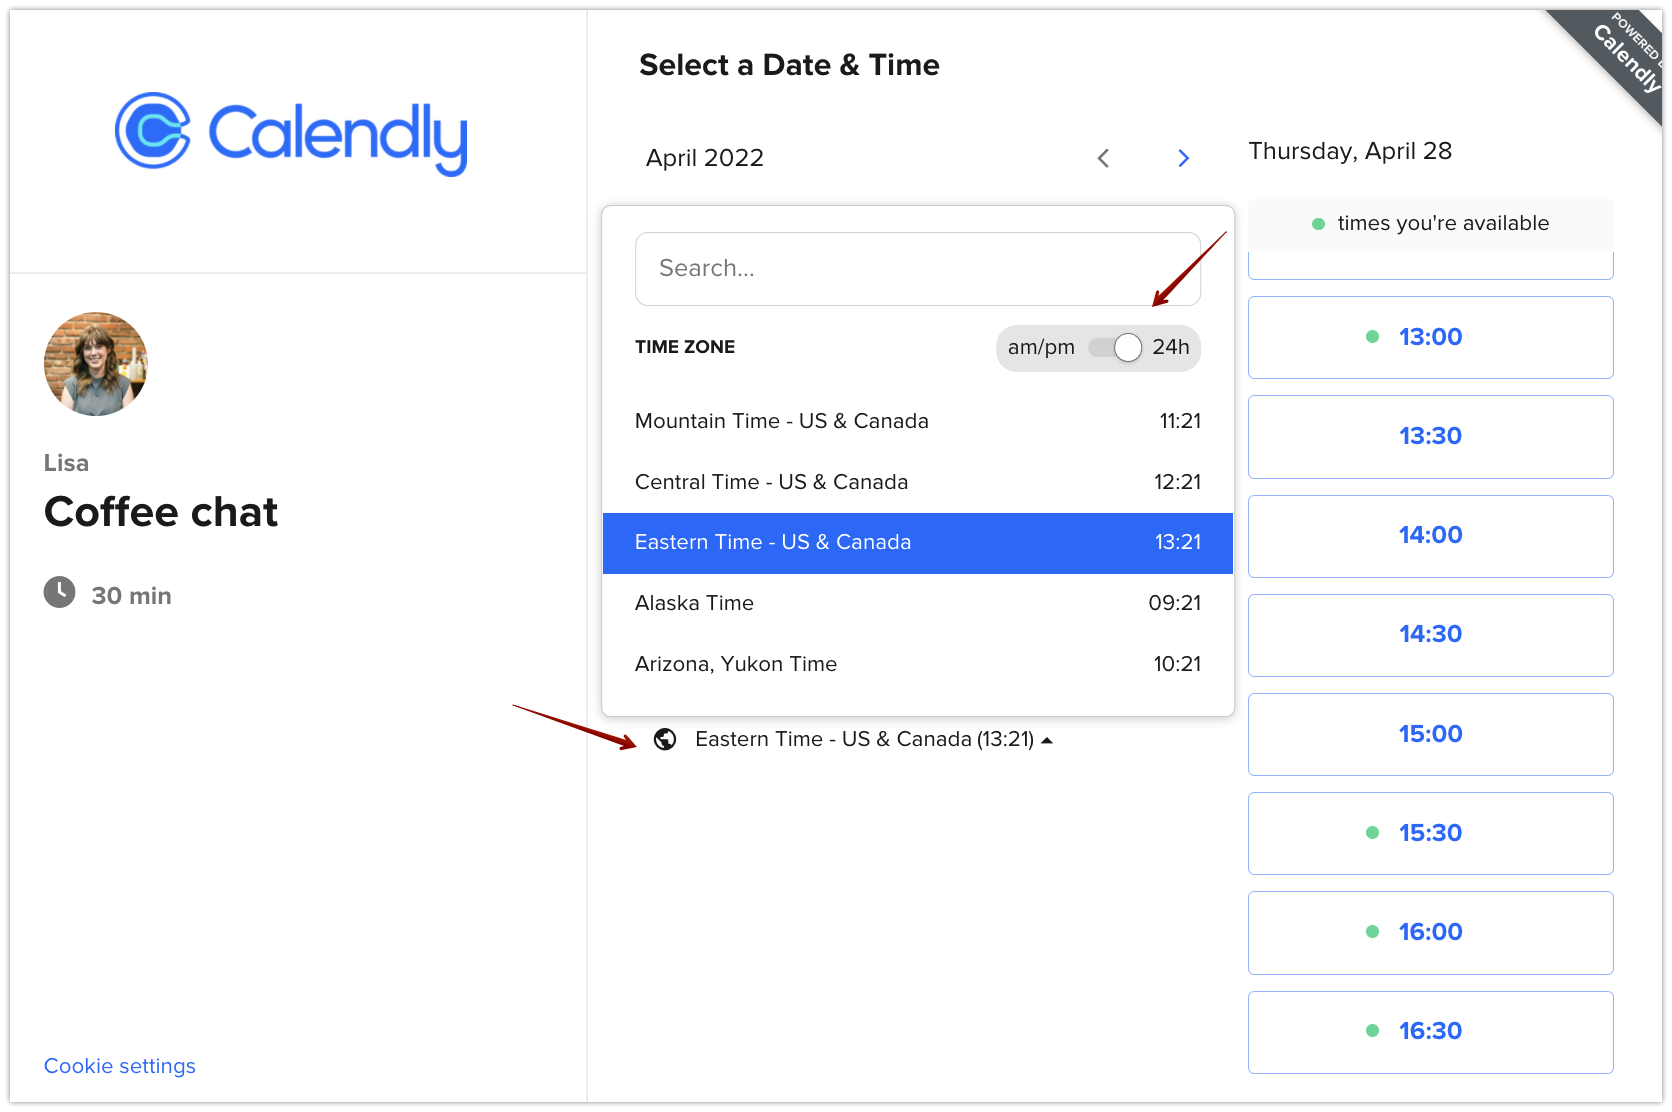 Calendly
Lisa
Coffee chat
30 min
Cookie settings
Select a Date & Time
April 2022
Search...
TIME ZONE
am/pm 24h
Mountain Time - US & Canada 11:21
Central Time - US & Canada 12:21
Eastern Time - US & Canada 13:21
Alaska Time 09:21
Arizona, Yukon Time 10:21
Eastern Time - US & Canada (13:21)
Thursday, April 28
times you're available
13:00
13:30
14:00
14:30
15:00
15:30
16:00
16:30
POWERED
Calendly